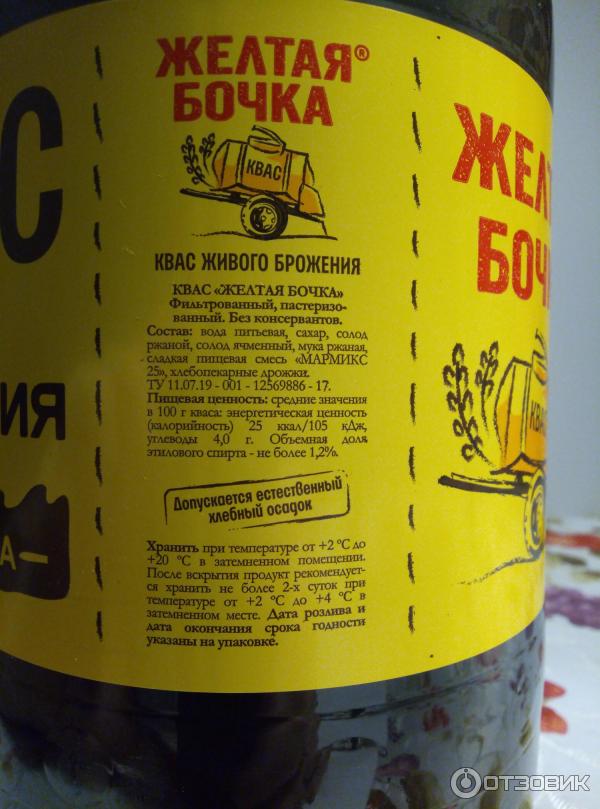 С
ИЯ
А–
ЖЕЛТАЯ®
БОЧКА
КВАС
КВАС ЖИВОГО БРОЖЕНИЯ
КВАС «ЖЕЛТАЯ БОЧКА»
Фильтрованный, пастеризо-
ванный. Без консервантов.
Состав: вода питьевая, сахар, солод
ржаной, солод ячменный, мука ржаная,
сладкая пищевая смесь «МАРМИКС
25», хлебопекарные дрожжи.
ТУ 11.07.19 - 001 - 12569886 - 17.
Пищевая ценность: средние значения
в 100 г кваса: энергетическая ценность
(калорийность) 25 ккал/105 кДж,
углеводы 4,0 г. Объемная доля
этилового спирта - не более 1,2%.
Допускается естественный
хлебный осадок
Хранить при температуре от +2 °С до
+20 °С в затемненном помещении.
После вскрытия продукт рекомендует-
ся хранить не более 2-х суток при
температуре от +2 °С до +4 °С в
затемненном месте. Дата розлива и
дата окончания срока годности
указаны на упаковке.
ЖЕЛТ
БОЧК
КВАС
ОТЗОВИК